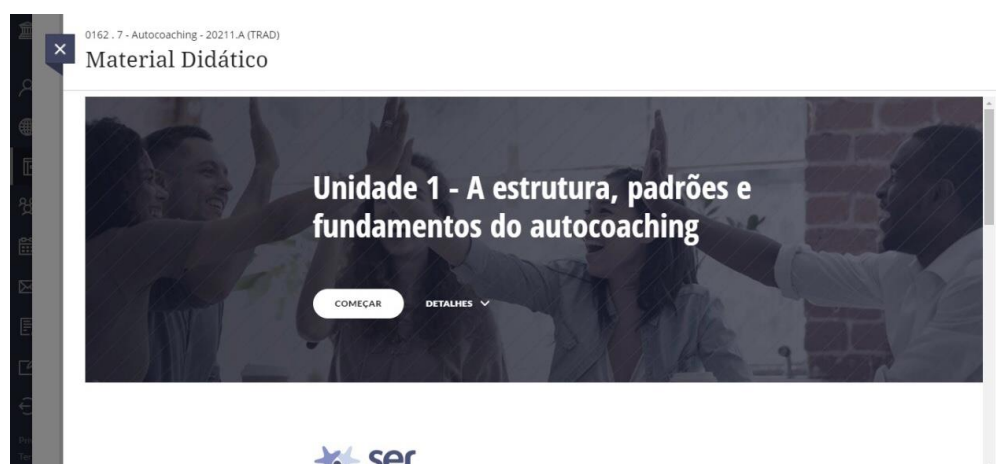 0162 . 7 - Autocoaching - 20211.A (TRAD)
Material Didático
Unidade 1 - A estrutura, padrões e
fundamentos do autocoaching
COMEÇAR
DETALHES
ser